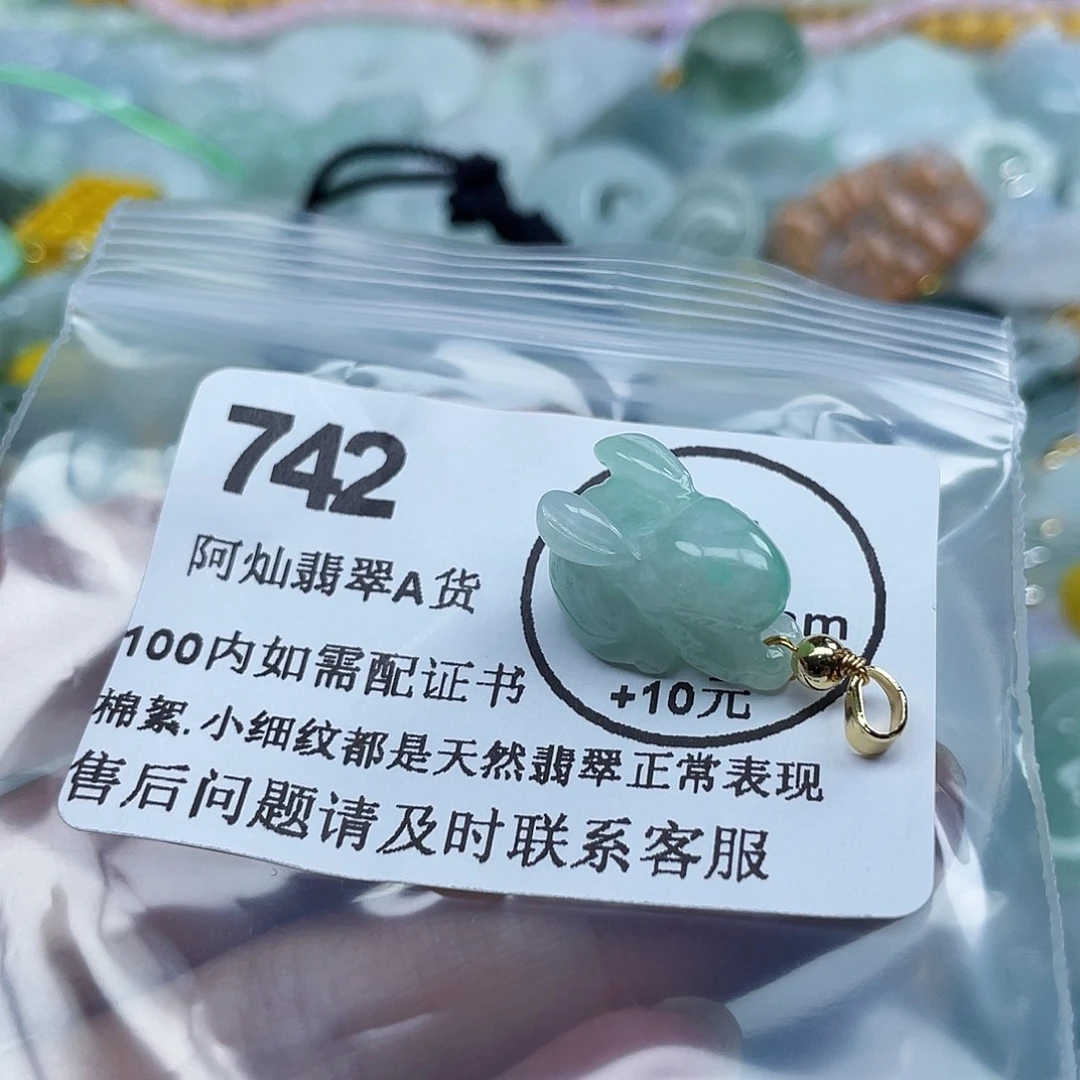 742
阿灿翡翠A货
100内如需配证书
+10元
棉絮.小细纹都是天然翡翠正常表现
售后问题请及时联系客服